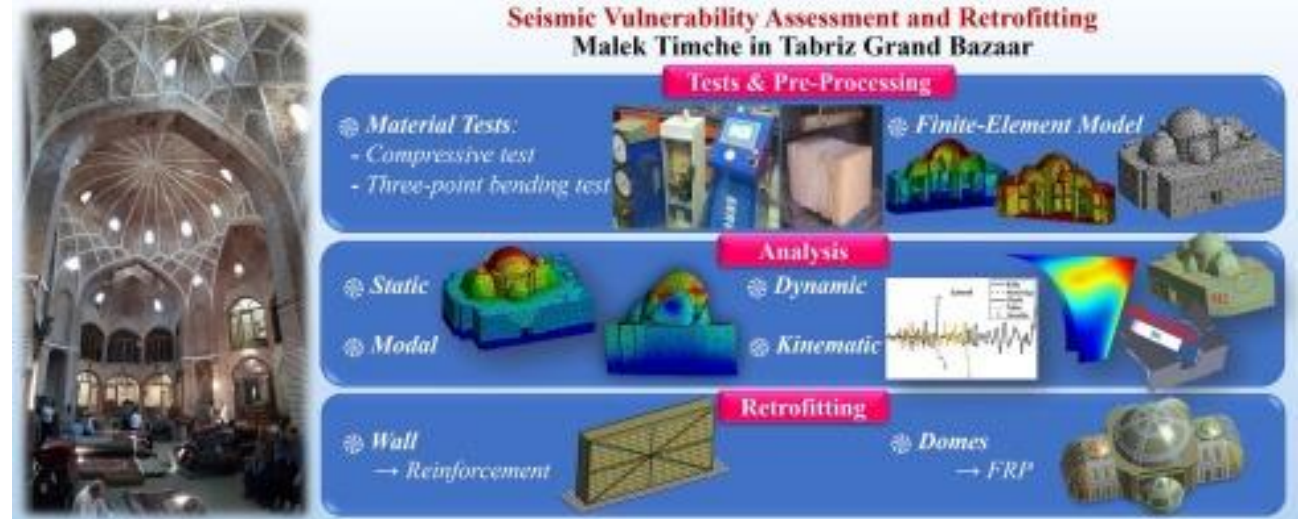 Seismic Vulnerability Assessment and Retrofitting
Malek Timche in Tabriz Grand Bazaar
Tests & Pre-Processing
Material Tests:
- Compressive test
- Three-point bending test
Finite-Element Model
Analysis
Static
Modal
Dynamic
Kinematic
Retrofitting
Wall
→ Reinforcement
Domes
→ FRP